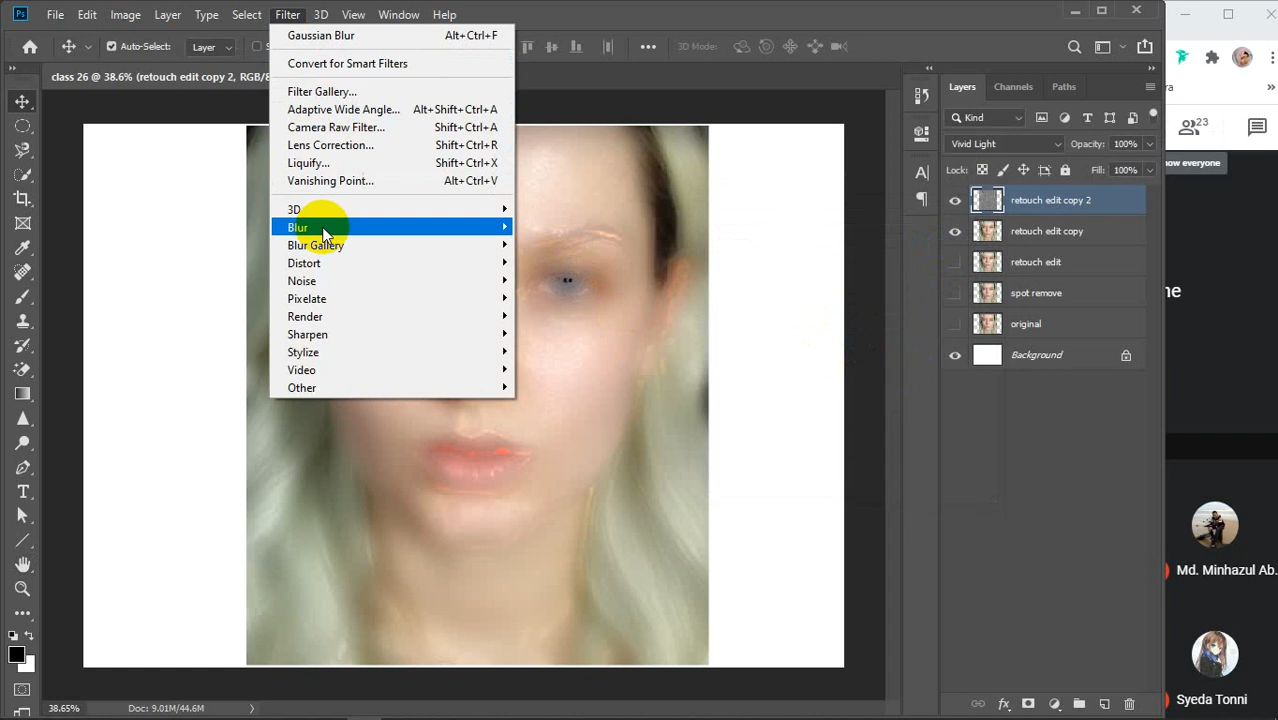 Ps File Edit Image Layer Type Select Filter 3D View Window Help
Auto-Select: Layer
3D Mode:
class 26 @ 38.6% (retouch edit copy 2, RGB/8
Gaussian Blur Alt+Ctrl+F
Convert for Smart Filters
Filter Gallery...
Adaptive Wide Angle... Alt+Shift+Ctrl+A
Camera Raw Filter... Shift+Ctrl+A
Lens Correction... Shift+Ctrl+R
Liquify... Shift+Ctrl+X
Vanishing Point... Alt+Ctrl+V
3D
Blur
Blur Gallery
Distort
Noise
Pixelate
Render
Sharpen
Stylize
Video
Other
Layers Channels Paths
Kind
Vivid Light Opacity: 100%
Lock: Fill: 100%
retouch edit copy 2
retouch edit copy
retouch edit
spot remove
original
Background
38.65% Doc: 9.01M/44.6M
23
now everyone
Md. Minhazul Ab.
Syeda Tonni